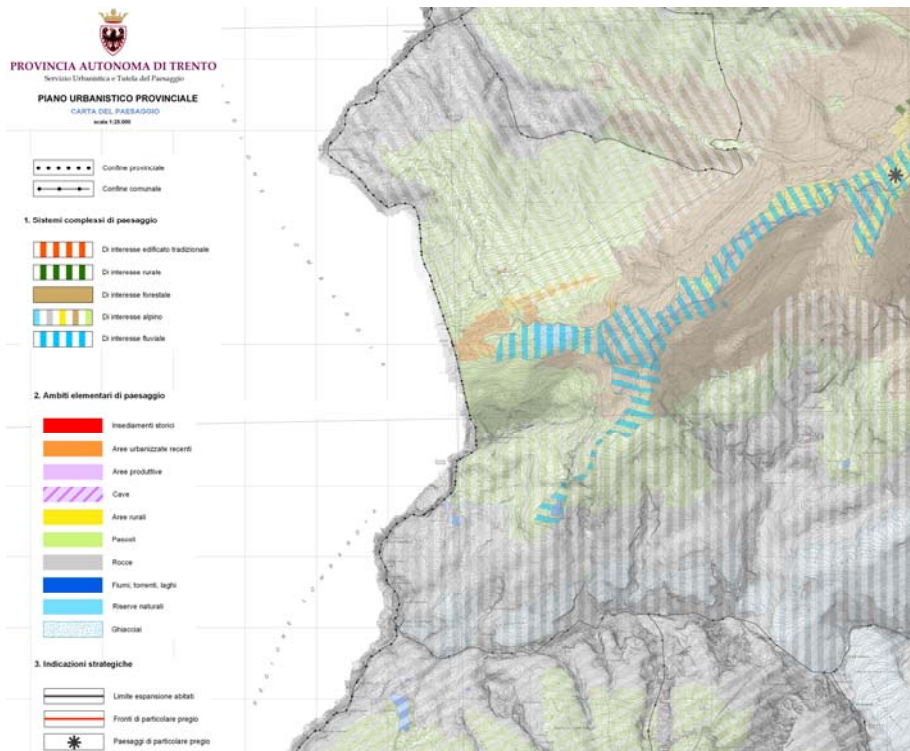 PROVINCIA AUTONOMA DI TRENTO
Servizio Urbanistica e Tutela del Paesaggio
PIANO URBANISTICO PROVINCIALE
CARTA DEL PAESAGGIO
scala 1:25.000
Confine provinciale
Confine comunale
1. Sistemi complessi di paesaggio
Di interesse edificato tradizionale
Di interesse rurale
Di interesse forestale
Di interesse alpino
Di interesse fluviale
2. Ambiti elementari di paesaggio
Insediamenti storici
Aree urbanizzate recenti
Aree produttive
Cave
Aree rurali
Pascoli
Rocce
Fiumi, torrenti, laghi
Riserve naturali
Ghiacciai
3. Indicazioni strategiche
Limite espansione abitati
Fronti di particolare pregio
Paesaggi di particolare pregio